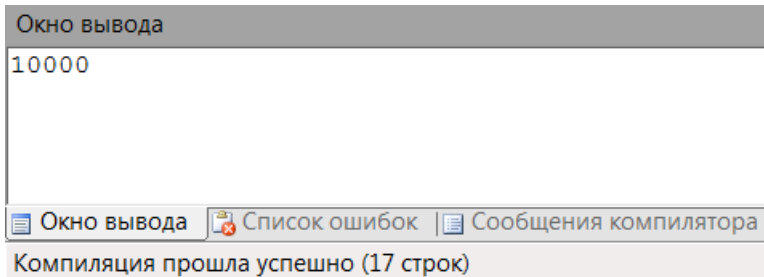 Окно вывода
10000
Окно вывода Список ошибок Сообщения компилятора
Компиляция прошла успешно (17 строк)